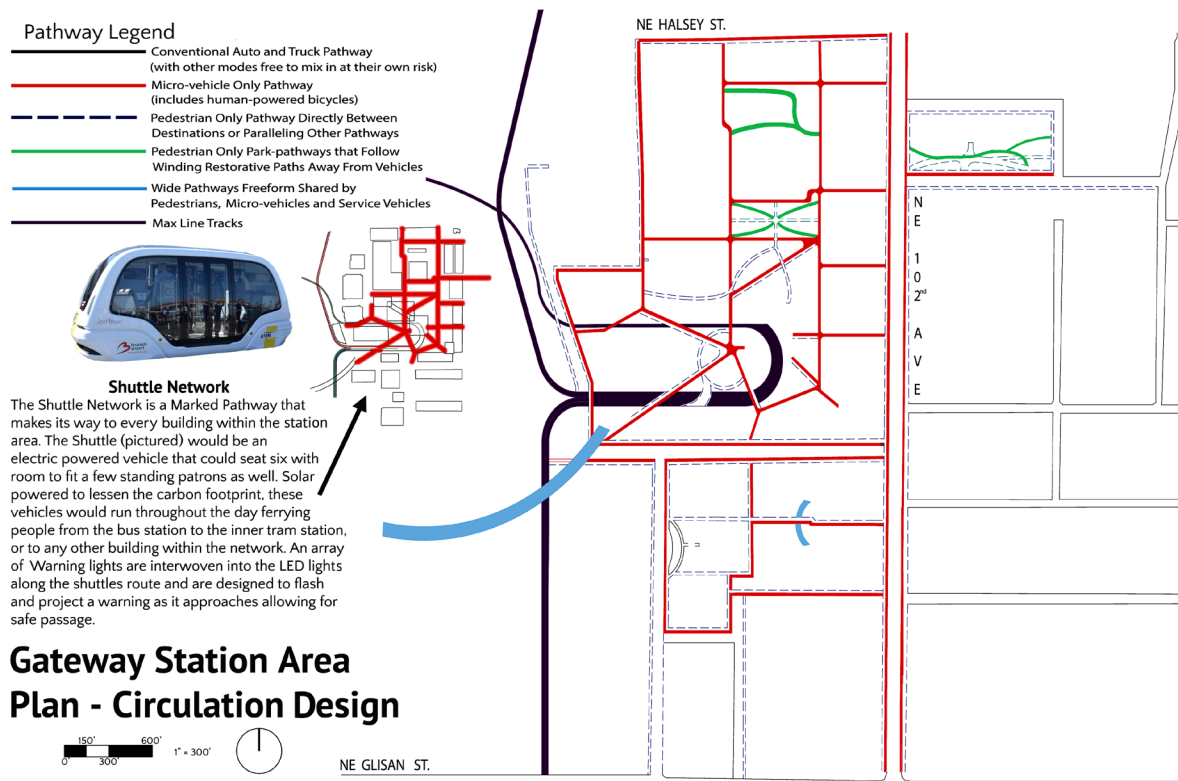 Pathway Legend
Conventional Auto and Truck Pathway
(with other modes free to mix in at their own risk)
Micro-vehicle Only Pathway
(includes human-powered bicycles)
Pedestrian Only Direct Pathways Between
Destinations or Paralleling Other Pathways
Pedestrian Only Park-pathways that Follow
Winding Restorative Paths Away From Vehicles
Wide Pathways Freeform Shared by
Pedestrians, Micro-vehicles and Service Vehicles
Max Line Tracks
NE HALSEY ST.
NE 102nd AVE
Shuttle Network
The Shuttle Network is a Marked Pathway that
makes its way to every building within the station
area. The Shuttle (pictured) would be an
electric powered vehicle that could seat six with
room to fit a few standing patrons as well. Solar
powered to lessen the carbon footprint, these
vehicles would run throughout the day ferrying
people from the bus station to the inner tram station,
or to any other building within the network. An array
of Warning lights are interwoven into the LED lights
along the shuttles route and are designed to flash
and project a warning as it approaches allowing for
safe passage.
Gateway Station Area
Plan - Circulation Design
150' 600'
0' 300'
1" = 300'
NE GLISAN ST.